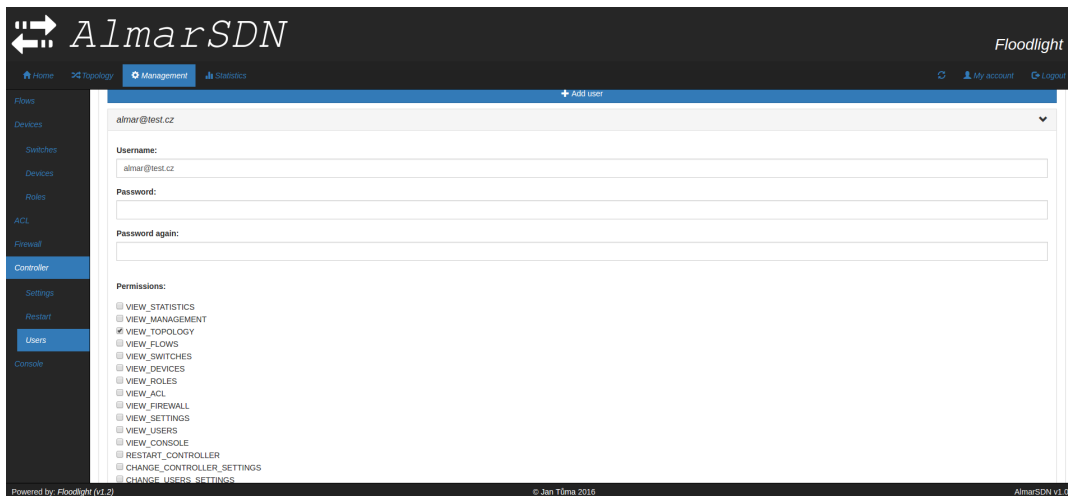 AlmarSDN
Floodlight
Home Topology Management Statistics My account Logout
Flows
Devices
Switches
Devices
Roles
ACL
Firewall
Controller
Settings
Restart
Users
Console
Add user
almar@test.cz
Username:
almar@test.cz
Password:
Password again:
Permissions:
VIEW_STATISTICS
VIEW_MANAGEMENT
VIEW_TOPOLOGY
VIEW_FLOWS
VIEW_SWITCHES
VIEW_DEVICES
VIEW_ROLES
VIEW_ACL
VIEW_FIREWALL
VIEW_SETTINGS
VIEW_USERS
VIEW_CONSOLE
RESTART_CONTROLLER
CHANGE_CONTROLLER_SETTINGS
CHANGE_USERS_SETTINGS
Powered by: Floodlight (v1.2) © Jan Tůma 2016 AlmarSDN v1.0